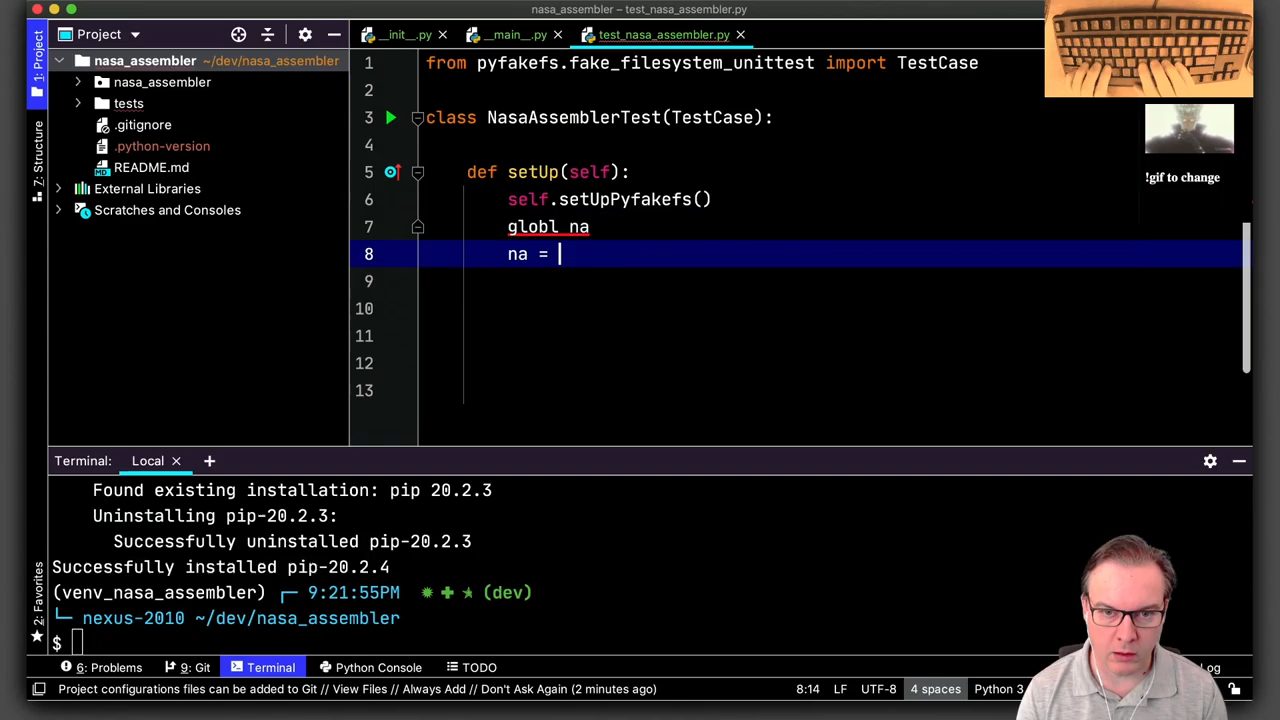 nasa_assembler – test_nasa_assembler.py
1: Project
Project
__init__.py
__main__.py
test_nasa_assembler.py
nasa_assembler ~/dev/nasa_assembler
nasa_assembler
tests
.gitignore
.python-version
README.md
External Libraries
Scratches and Consoles
7: Structure
2: Favorites
1 from pyfakefs.fake_filesystem_unittest import TestCase
2
3 class NasaAssemblerTest(TestCase):
4
5 def setUp(self):
6 self.setUpPyfakefs()
7 globl na
8 na =
9
10
11
12
13
!gif to change
Terminal: Local
Found existing installation: pip 20.2.3
Uninstalling pip-20.2.3:
Successfully uninstalled pip-20.2.3
Successfully installed pip-20.2.4
(venv_nasa_assembler) 9:21:55PM (dev)
nexus-2010 ~/dev/nasa_assembler
$
6: Problems 9: Git Terminal Python Console TODO
Project configurations files can be added to Git // View Files // Always Add // Don't Ask Again (2 minutes ago)
8:14 LF UTF-8 4 spaces Python 3